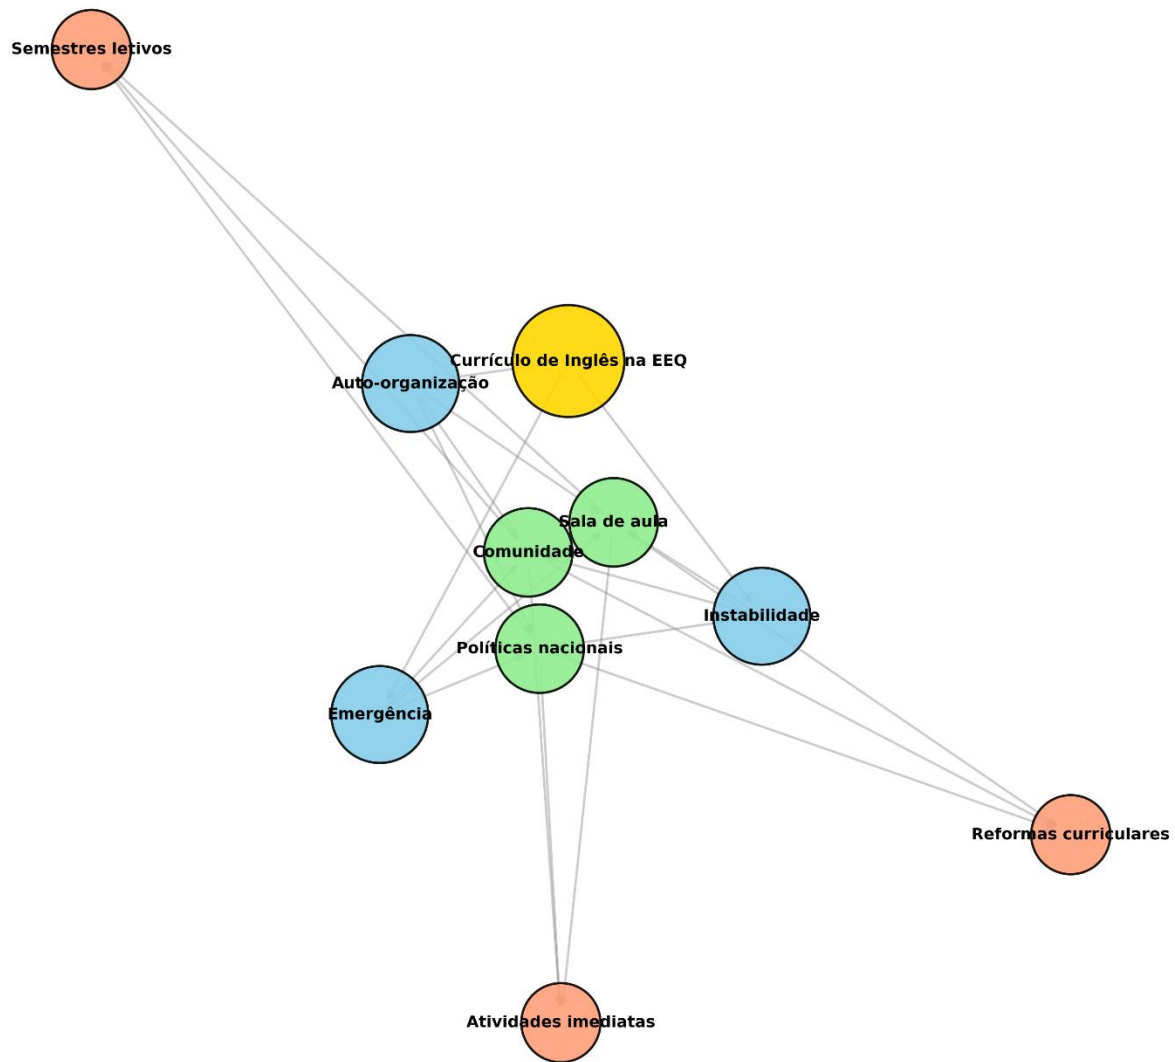 Semestres letivos
Currículo de Inglês na EEQ
Auto-organização
Sala de aula
Comunidade
Instabilidade
Políticas nacionais
Emergência
Reformas curriculares
Atividades imediatas